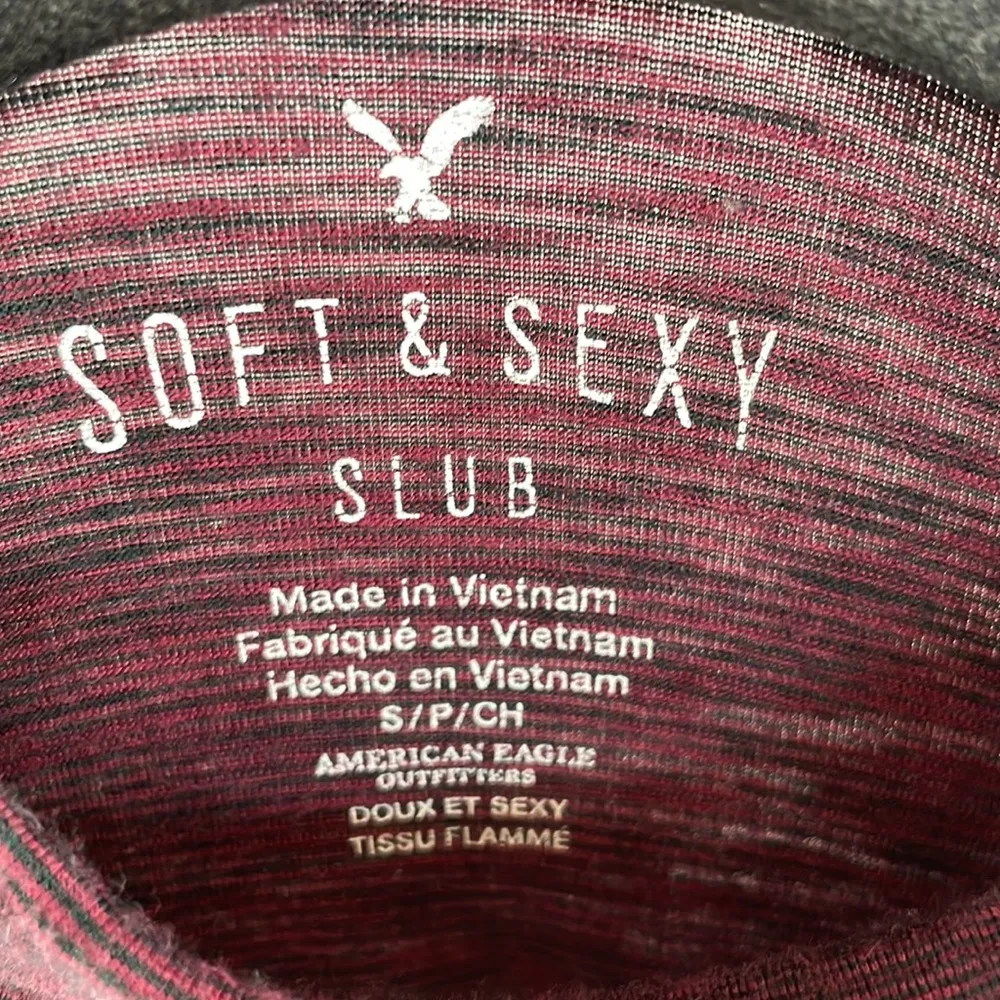 SOFT & SEXY
SLUB
Made in Vietnam
Fabriqué au Vietnam
Hecho en Vietnam
S/P/CH
AMERICAN EAGLE
OUTFITTERS
DOUX ET SEXY
TISSU FLAMMÉ